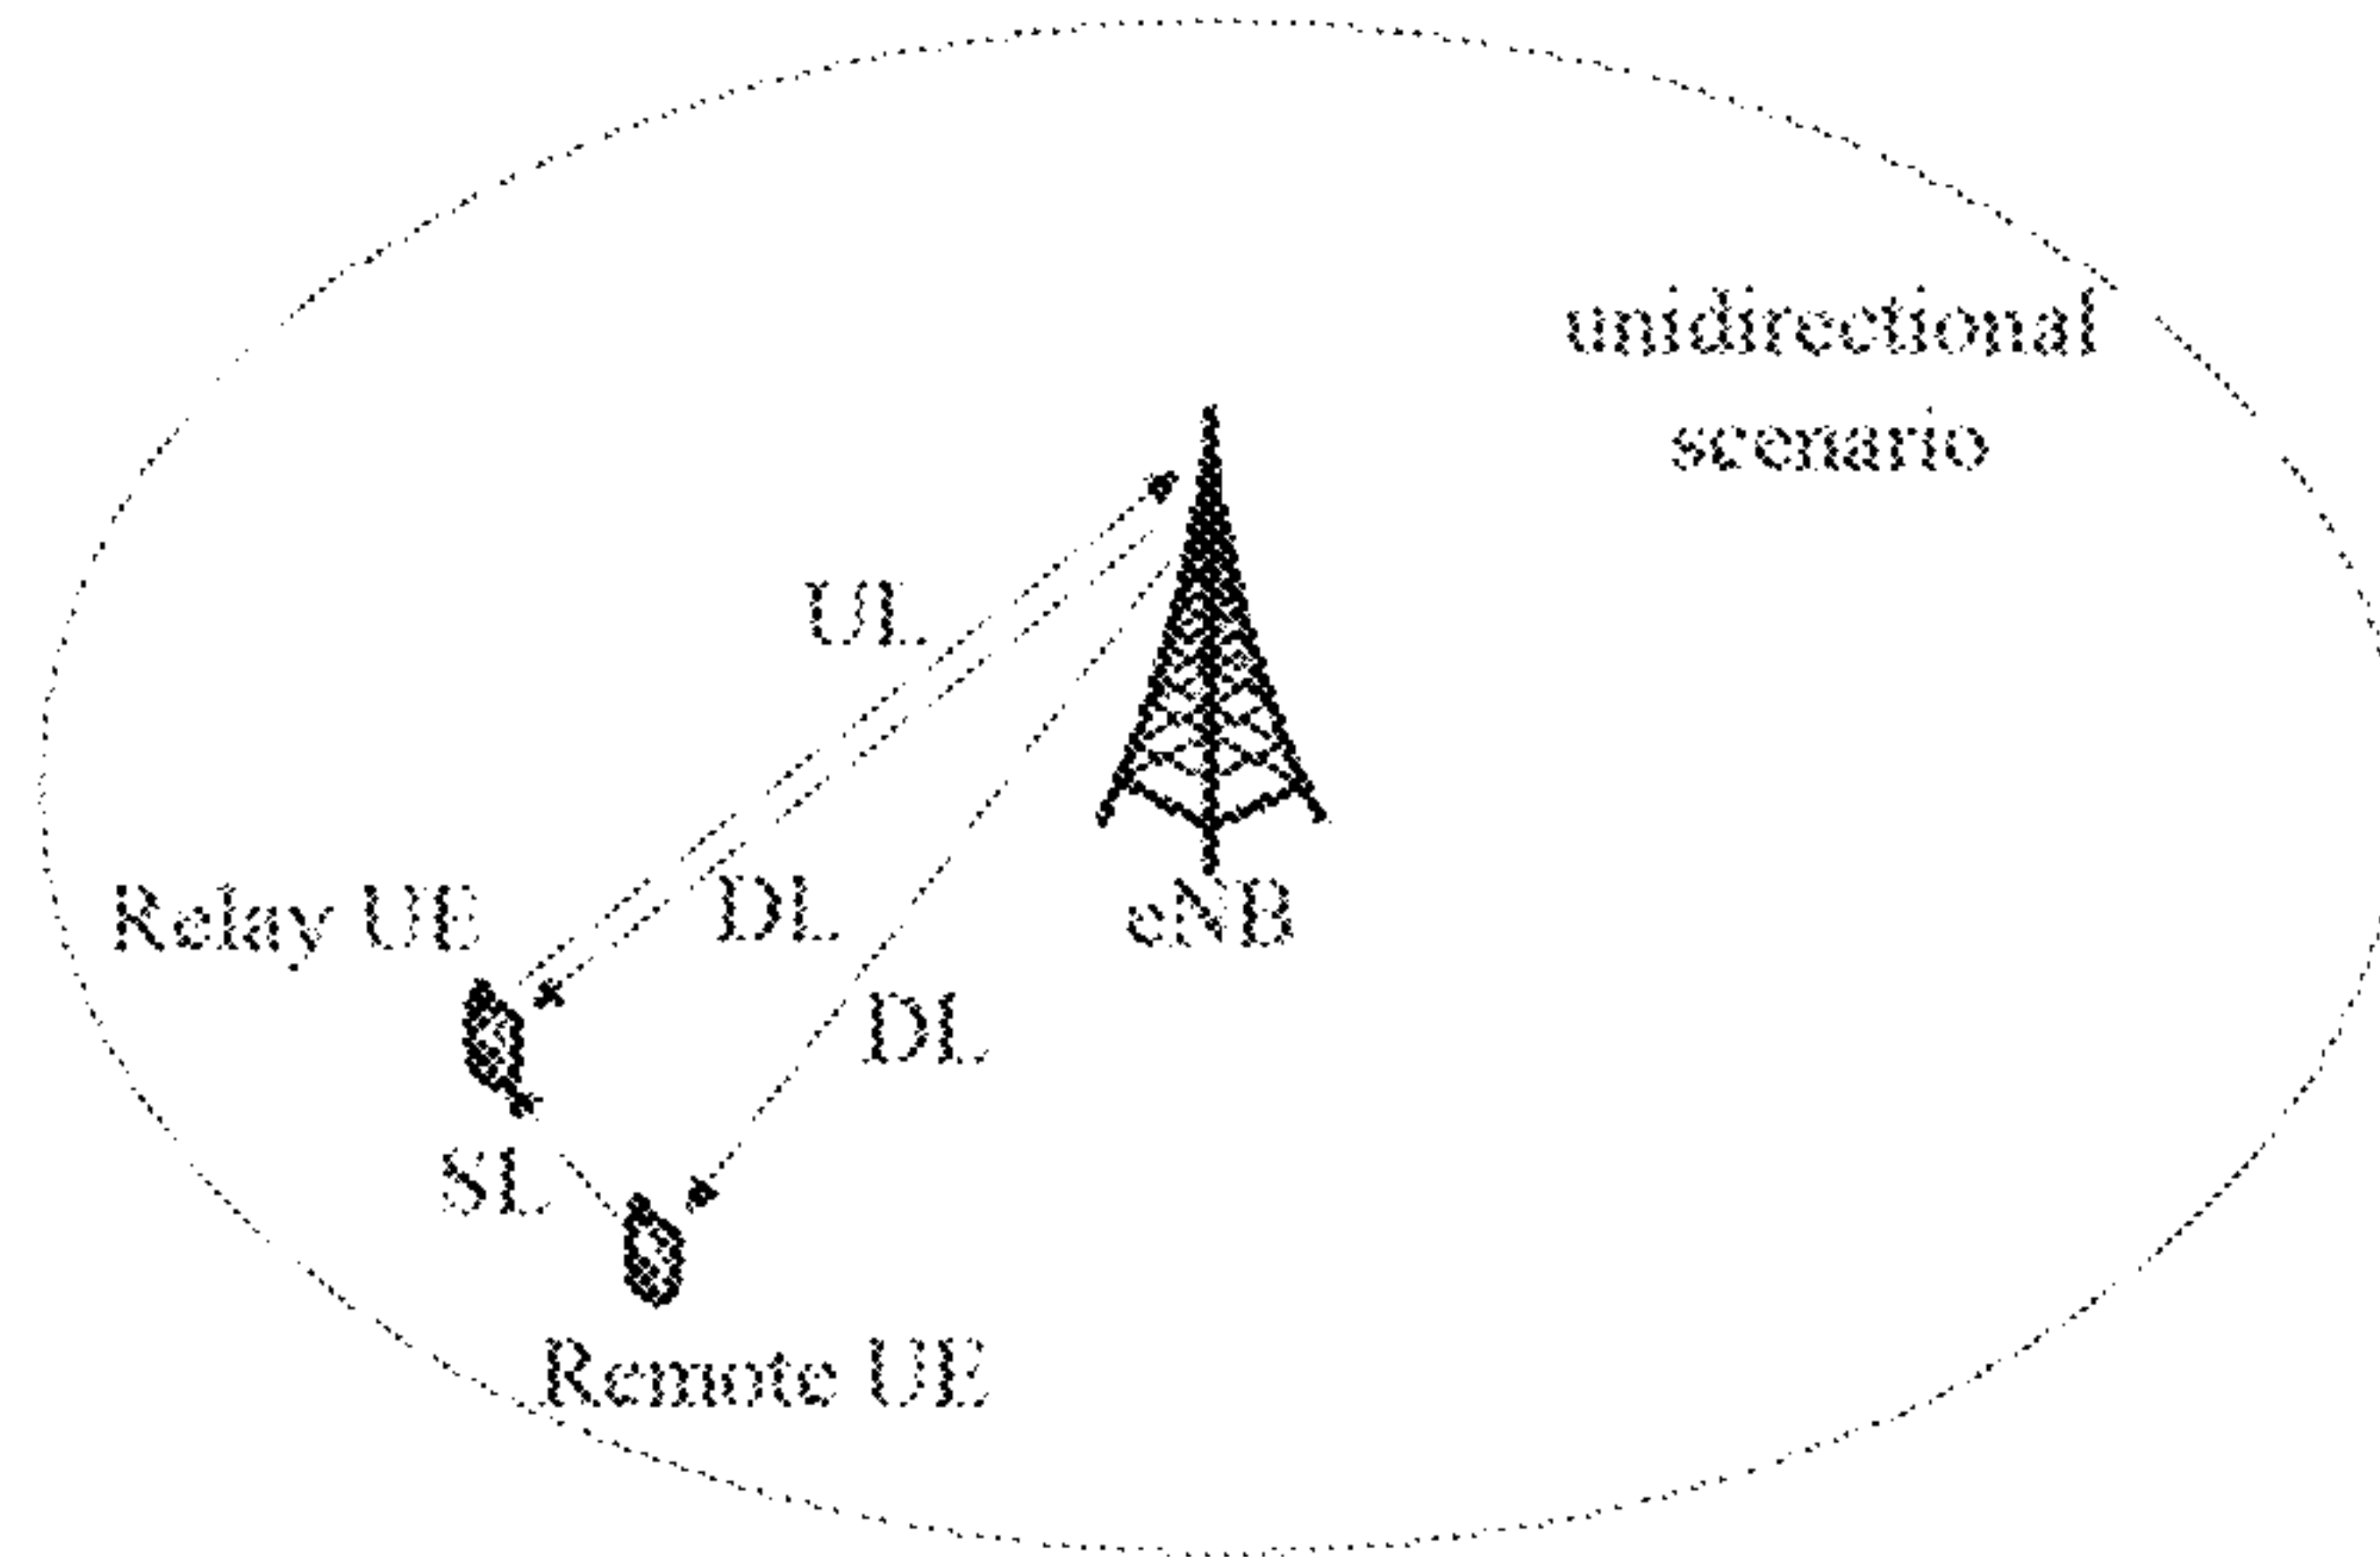 unidirectional
scenario
UL
Relay UE
DL
eNB
DL
SL
Remote UE